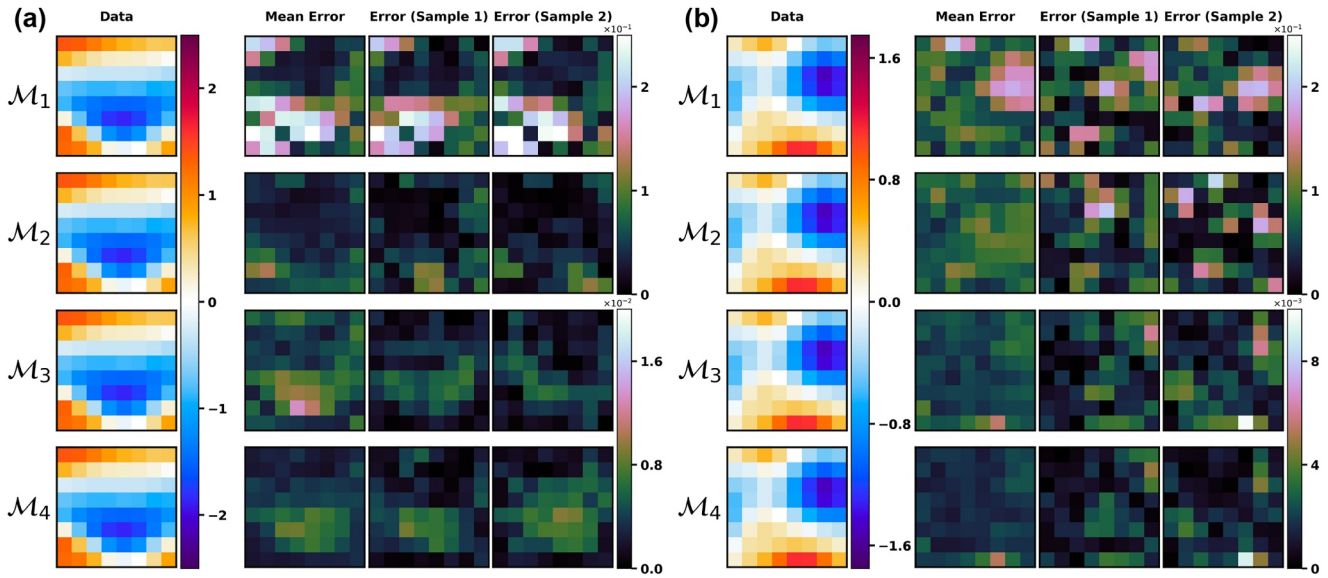 (a) Data Mean Error Error (Sample 1) Error (Sample 2) (b) Data Mean Error Error (Sample 1) Error (Sample 2)
×10⁻¹ ×10⁻¹
ℳ₁ 2 2 ℳ₁ 1.6 2
ℳ₂ 1 1 ℳ₂ 0.8 1
0 0 0.0 0
×10⁻² ×10⁻³
ℳ₃ −1 1.6 ℳ₃ −0.8 8
ℳ₄ −2 0.8 ℳ₄ −1.6 4
0.0 0